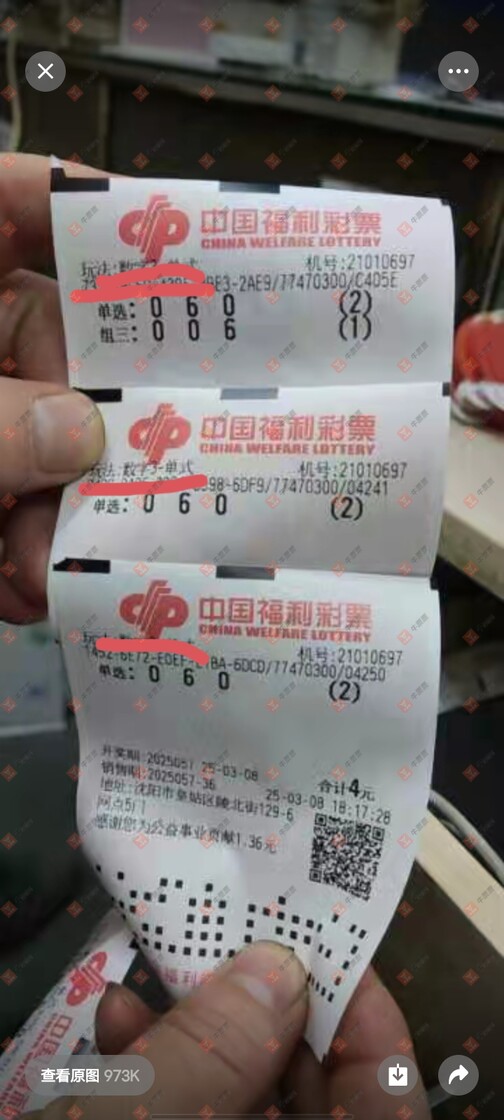 中国福利彩票
CHINA WELFARE LOTTERY
机号:21010697
2AE9/77470300/C405E
单选: 0 6 0 (2)
组三: 0 0 6 (1)
中国福利彩票
CHINA WELFARE LOTTERY
玩法:数字3-单式 机号:21010697
98-6DF9/77470300/04241
单选: 0 6 0 (2)
中国福利彩票
CHINA WELFARE LOTTERY
机号:21010697
BA-6DCD/77470300/04250
单选: 0 6 0 (2)
开奖期:2025057 25-03-08 合计4元
销售期:2025057-36 25-03-08 18:17:28
地址:沈阳市皇姑区陵北街129-6
网点5门
感谢您为公益事业贡献1.36元
查看原图 973K